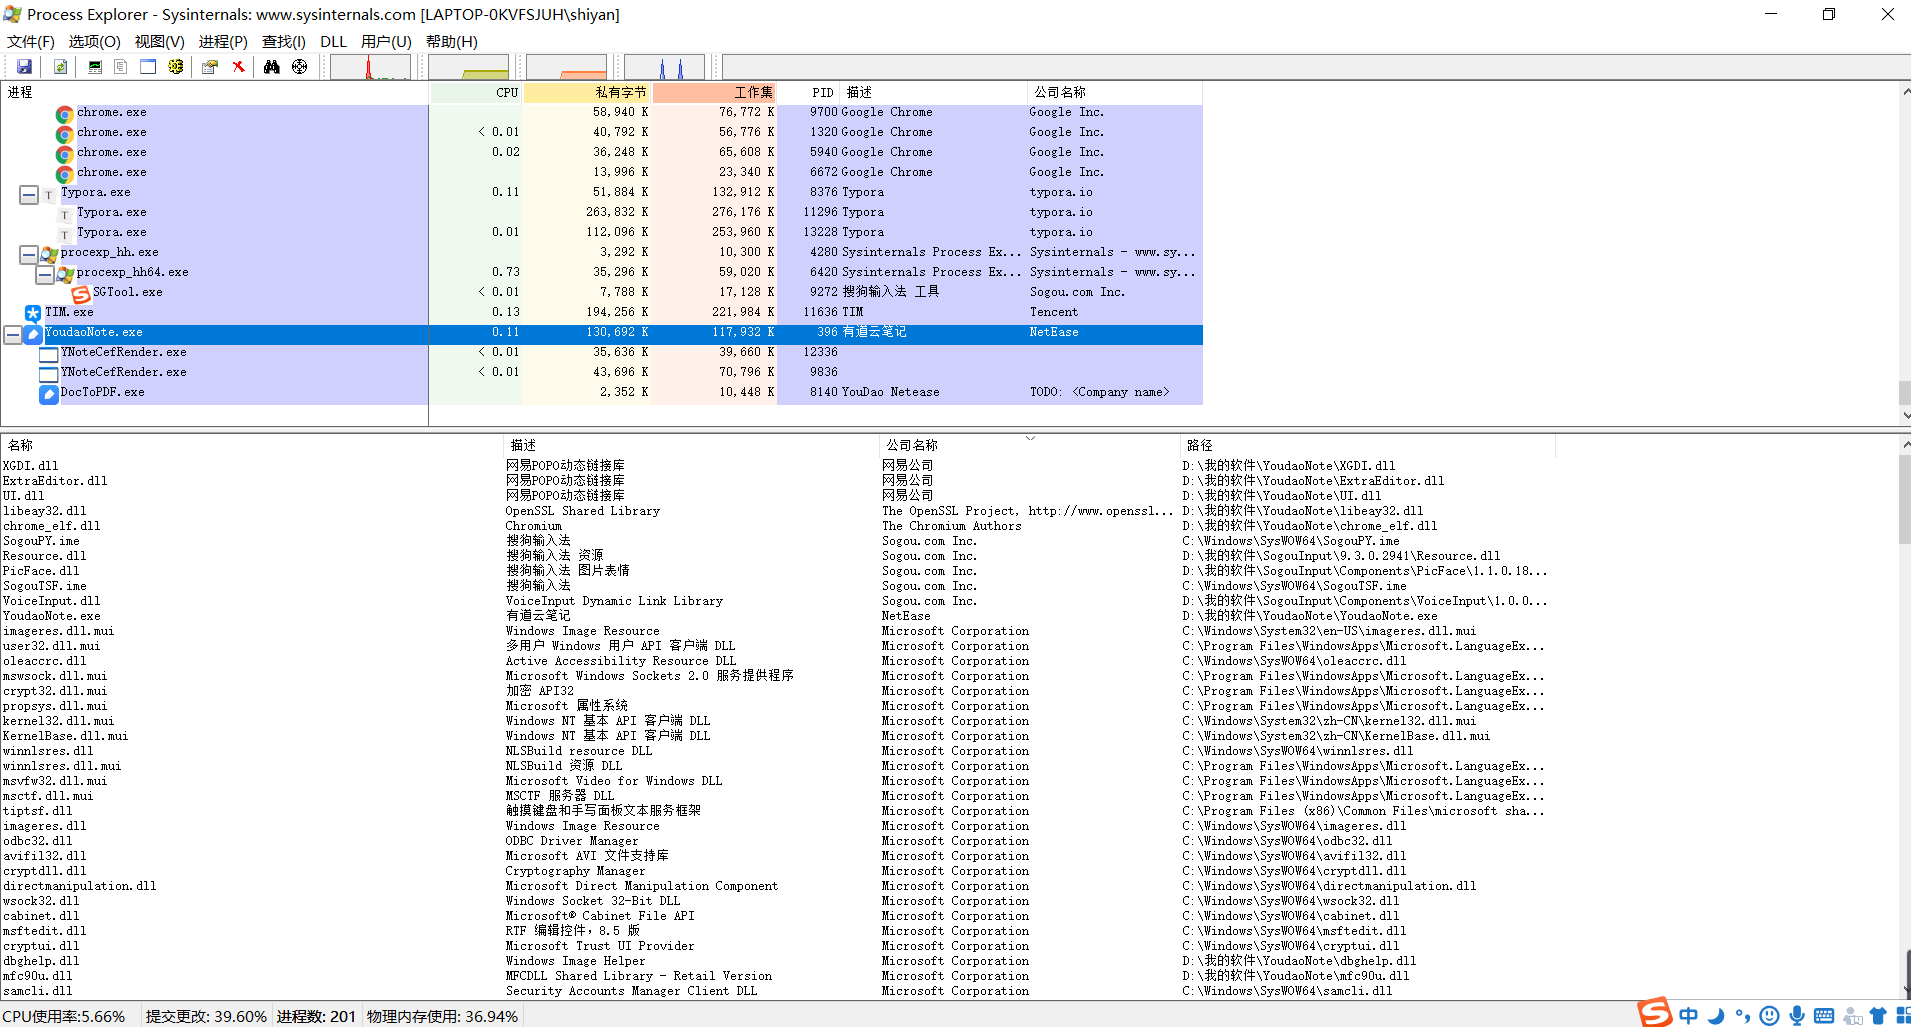 Process Explorer - Sysinternals: www.sysinternals.com [LAPTOP-0KVFSJUH\shiyan]
文件(F) 选项(O) 视图(V) 进程(P) 查找(I) DLL 用户(U) 帮助(H)
进程 CPU 私有字节 工作集 PID 描述 公司名称
chrome.exe 58,940 K 76,772 K 9700 Google Chrome Google Inc.
chrome.exe < 0.01 40,792 K 56,776 K 1320 Google Chrome Google Inc.
chrome.exe 0.02 36,248 K 65,608 K 5940 Google Chrome Google Inc.
chrome.exe 13,996 K 23,340 K 6672 Google Chrome Google Inc.
Typora.exe 0.11 51,884 K 132,912 K 8376 Typora typora.io
Typora.exe 263,832 K 276,176 K 11296 Typora typora.io
Typora.exe 0.01 112,096 K 253,960 K 13228 Typora typora.io
procexp_hh.exe 3,292 K 10,300 K 4280 Sysinternals Process Ex... Sysinternals - www.sy...
procexp_hh64.exe 0.73 35,296 K 59,020 K 6420 Sysinternals Process Ex... Sysinternals - www.sy...
SGTool.exe < 0.01 7,788 K 17,128 K 9272 搜狗输入法 工具 Sogou.com Inc.
TIM.exe 0.13 194,256 K 221,984 K 11636 TIM Tencent
YoudaoNote.exe 0.11 130,692 K 117,932 K 396 有道云笔记 NetEase
YNoteCefRender.exe < 0.01 35,636 K 39,660 K 12336
YNoteCefRender.exe < 0.01 43,696 K 70,796 K 9836
DocToPDF.exe 2,352 K 10,448 K 8140 YouDao Netease TODO: <Company name>
名称 描述 公司名称 路径
XGDI.dll 网易POPO动态链接库 网易公司 D:\我的软件\YoudaoNote\XGDI.dll
ExtraEditor.dll 网易POPO动态链接库 网易公司 D:\我的软件\YoudaoNote\ExtraEditor.dll
UI.dll 网易POPO动态链接库 网易公司 D:\我的软件\YoudaoNote\UI.dll
libeay32.dll OpenSSL Shared Library The OpenSSL Project, http://www.openssl... D:\我的软件\YoudaoNote\libeay32.dll
chrome_elf.dll Chromium The Chromium Authors D:\我的软件\YoudaoNote\chrome_elf.dll
SogouPY.ime 搜狗输入法 Sogou.com Inc. C:\Windows\SysWOW64\SogouPY.ime
Resource.dll 搜狗输入法 资源 Sogou.com Inc. D:\我的软件\SogouInput\9.3.0.2941\Resource.dll
PicFace.dll 搜狗输入法 图片表情 Sogou.com Inc. D:\我的软件\SogouInput\Components\PicFace\1.1.0.18...
SogouTSF.ime 搜狗输入法 Sogou.com Inc. C:\Windows\SysWOW64\SogouTSF.ime
VoiceInput.dll VoiceInput Dynamic Link Library Sogou.com Inc. D:\我的软件\SogouInput\Components\VoiceInput\1.0.0...
YoudaoNote.exe 有道云笔记 NetEase D:\我的软件\YoudaoNote\YoudaoNote.exe
imageres.dll.mui Windows Image Resource Microsoft Corporation C:\Windows\System32\en-US\imageres.dll.mui
user32.dll.mui 多用户 Windows 用户 API 客户端 DLL Microsoft Corporation C:\Program Files\WindowsApps\Microsoft.LanguageEx...
oleaccrc.dll Active Accessibility Resource DLL Microsoft Corporation C:\Windows\SysWOW64\oleaccrc.dll
mswsock.dll.mui Microsoft Windows Sockets 2.0 服务提供程序 Microsoft Corporation C:\Program Files\WindowsApps\Microsoft.LanguageEx...
crypt32.dll.mui 加密 API32 Microsoft Corporation C:\Program Files\WindowsApps\Microsoft.LanguageEx...
propsys.dll.mui Microsoft 属性系统 Microsoft Corporation C:\Program Files\WindowsApps\Microsoft.LanguageEx...
kernel32.dll.mui Windows NT 基本 API 客户端 DLL Microsoft Corporation C:\Windows\System32\zh-CN\kernel32.dll.mui
KernelBase.dll.mui Windows NT 基本 API 客户端 DLL Microsoft Corporation C:\Windows\System32\zh-CN\KernelBase.dll.mui
winnlsres.dll NLSBuild resource DLL Microsoft Corporation C:\Windows\SysWOW64\winnlsres.dll
winnlsres.dll.mui NLSBuild 资源 DLL Microsoft Corporation C:\Program Files\WindowsApps\Microsoft.LanguageEx...
msvfw32.dll.mui Microsoft Video for Windows DLL Microsoft Corporation C:\Program Files\WindowsApps\Microsoft.LanguageEx...
msctf.dll.mui MSCTF 服务器 DLL Microsoft Corporation C:\Program Files\WindowsApps\Microsoft.LanguageEx...
tiptsf.dll 触摸键盘和手写面板文本服务框架 Microsoft Corporation C:\Program Files (x86)\Common Files\microsoft sha...
imageres.dll Windows Image Resource Microsoft Corporation C:\Windows\SysWOW64\imageres.dll
odbc32.dll ODBC Driver Manager Microsoft Corporation C:\Windows\SysWOW64\odbc32.dll
avifil32.dll Microsoft AVI 文件支持库 Microsoft Corporation C:\Windows\SysWOW64\avifil32.dll
cryptdll.dll Cryptography Manager Microsoft Corporation C:\Windows\SysWOW64\cryptdll.dll
directmanipulation.dll Microsoft Direct Manipulation Component Microsoft Corporation C:\Windows\SysWOW64\directmanipulation.dll
wsock32.dll Windows Socket 32-Bit DLL Microsoft Corporation C:\Windows\SysWOW64\wsock32.dll
cabinet.dll Microsoft® Cabinet File API Microsoft Corporation C:\Windows\SysWOW64\cabinet.dll
msftedit.dll RTF 编辑控件，8.5 版 Microsoft Corporation C:\Windows\SysWOW64\msftedit.dll
cryptui.dll Microsoft Trust UI Provider Microsoft Corporation C:\Windows\SysWOW64\cryptui.dll
dbghelp.dll Windows Image Helper Microsoft Corporation D:\我的软件\YoudaoNote\dbghelp.dll
mfc90u.dll MFCDLL Shared Library - Retail Version Microsoft Corporation D:\我的软件\YoudaoNote\mfc90u.dll
samcli.dll Security Accounts Manager Client DLL Microsoft Corporation C:\Windows\SysWOW64\samcli.dll
CPU使用率:5.66% 提交更改: 39.60% 进程数: 201 物理内存使用: 36.94% 中